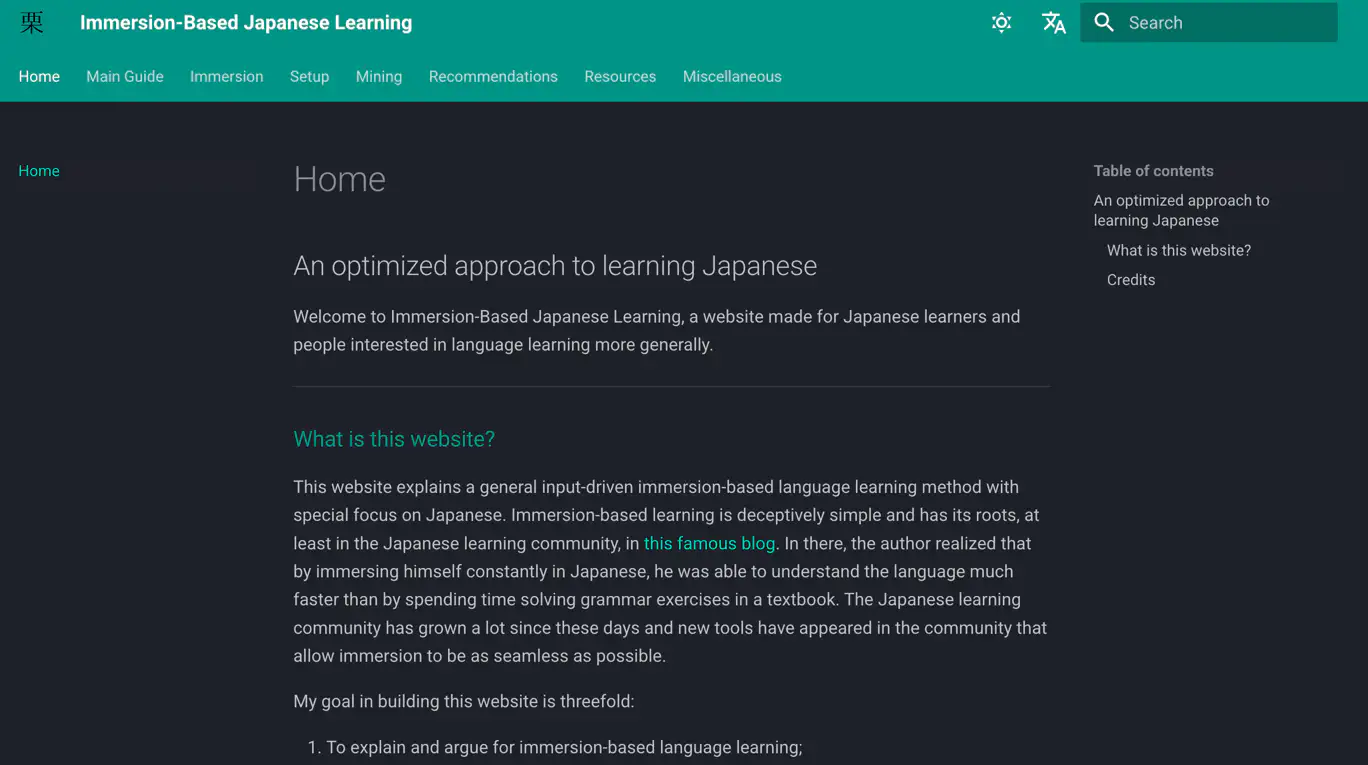 栗
Immersion-Based Japanese Learning
Search
Home
Main Guide
Immersion
Setup
Mining
Recommendations
Resources
Miscellaneous
Home
Home
An optimized approach to learning Japanese
Welcome to Immersion-Based Japanese Learning, a website made for Japanese learners and
people interested in language learning more generally.
What is this website?
This website explains a general input-driven immersion-based language learning method with
special focus on Japanese. Immersion-based learning is deceptively simple and has its roots, at
least in the Japanese learning community, in this famous blog. In there, the author realized that
by immersing himself constantly in Japanese, he was able to understand the language much
faster than by spending time solving grammar exercises in a textbook. The Japanese learning
community has grown a lot since these days and new tools have appeared in the community that
allow immersion to be as seamless as possible.
My goal in building this website is threefold:
1. To explain and argue for immersion-based language learning;
Table of contents
An optimized approach to
learning Japanese
What is this website?
Credits